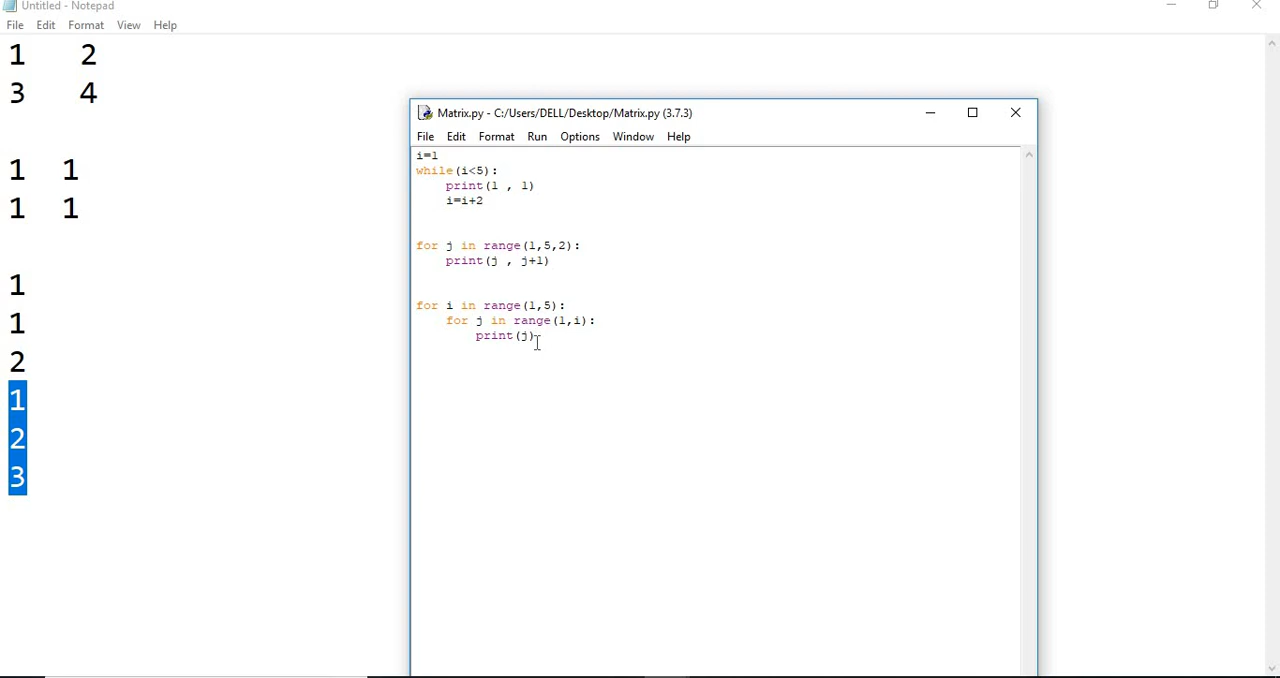 Untitled - Notepad
File Edit Format View Help
1 2
3 4
1 1
1 1
1
1
2
1
2
3
Matrix.py - C:/Users/DELL/Desktop/Matrix.py (3.7.3)
File Edit Format Run Options Window Help
i=1
while(i<5):
    print(1 , 1)
    i=i+2
for j in range(1,5,2):
    print(j , j+1)
for i in range(1,5):
    for j in range(1,i):
        print(j)